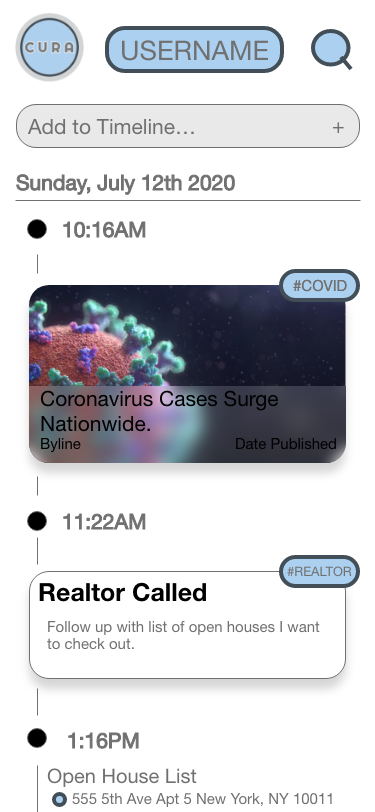 CURA
USERNAME
Add to Timeline... +
Sunday, July 12th 2020
10:16AM
#COVID
Coronavirus Cases Surge
Nationwide.
Byline Date Published
11:22AM
#REALTOR
Realtor Called
Follow up with list of open houses I want
to check out.
1:16PM
Open House List
555 5th Ave Apt 5 New York, NY 10011